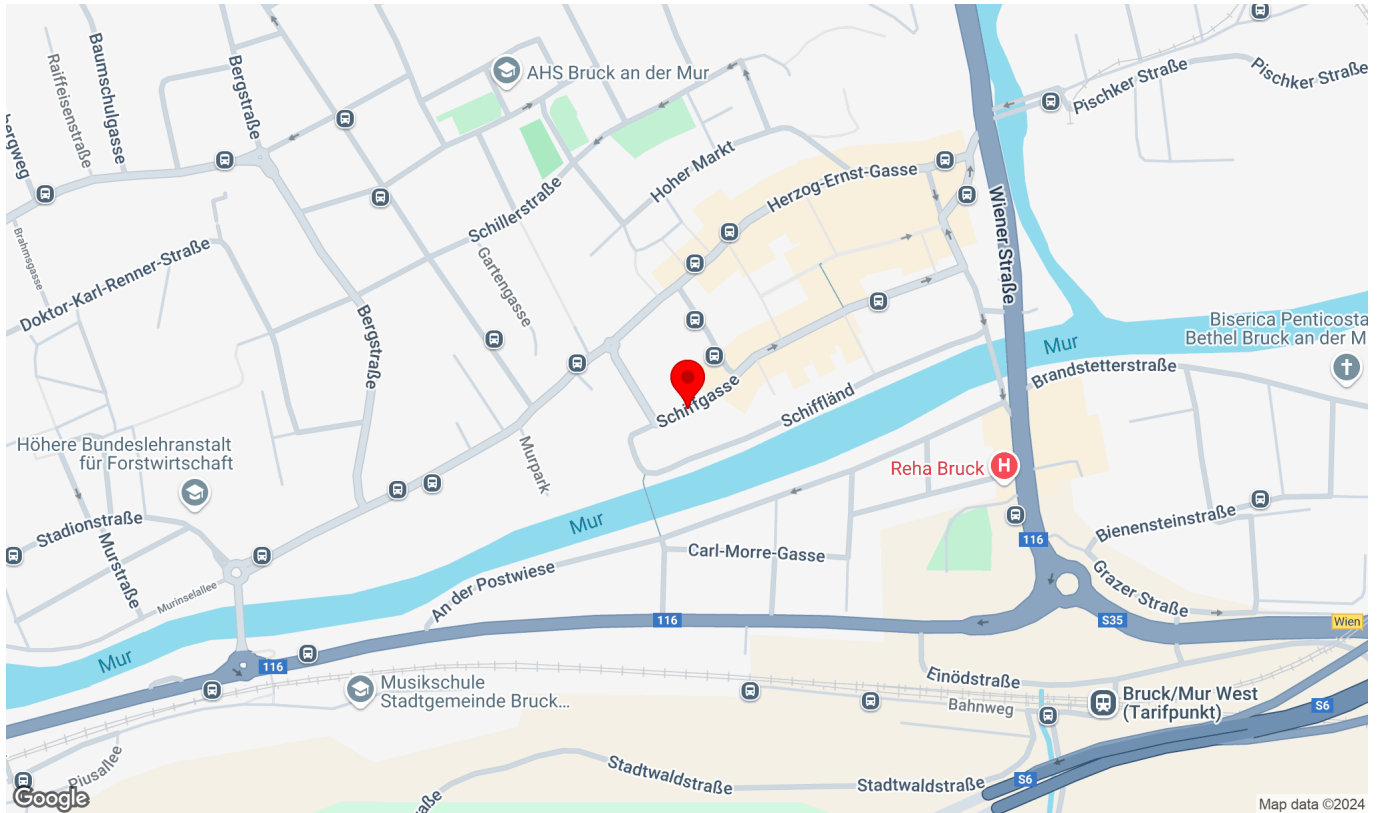 AHS Bruck an der Mur
Pischker Straße
Pischker Straße
Baumschulgasse
Raiffeisenstraße
Bergstraße
bergweg
Hoher Markt
Herzog-Ernst-Gasse
Schillerstraße
Wiener Straße
Brahmsgasse
Doktor-Karl-Renner-Straße
Gartengasse
Bergstraße
Biserica Penticosta
Bethel Bruck an der M
Mur
Brandstetterstraße
Schiffgasse
Schiffländ
Höhere Bundeslehranstalt
für Forstwirtschaft
Murpark
Reha Bruck
H
Mur
Stadionstraße
Murstraße
Bienensteinstraße
116
Carl-Morre-Gasse
An der Postwiese
Murinselallee
Grazer Straße
116
S35
Wien
Mur
116
Musikschule
Stadtgemeinde Bruck...
Einödstraße
Bahnweg
Bruck/Mur West
(Tarifpunkt)
S6
Piusallee
Stadtwaldstraße
Stadtwaldstraße
S6
aße
Google
Map data ©2024